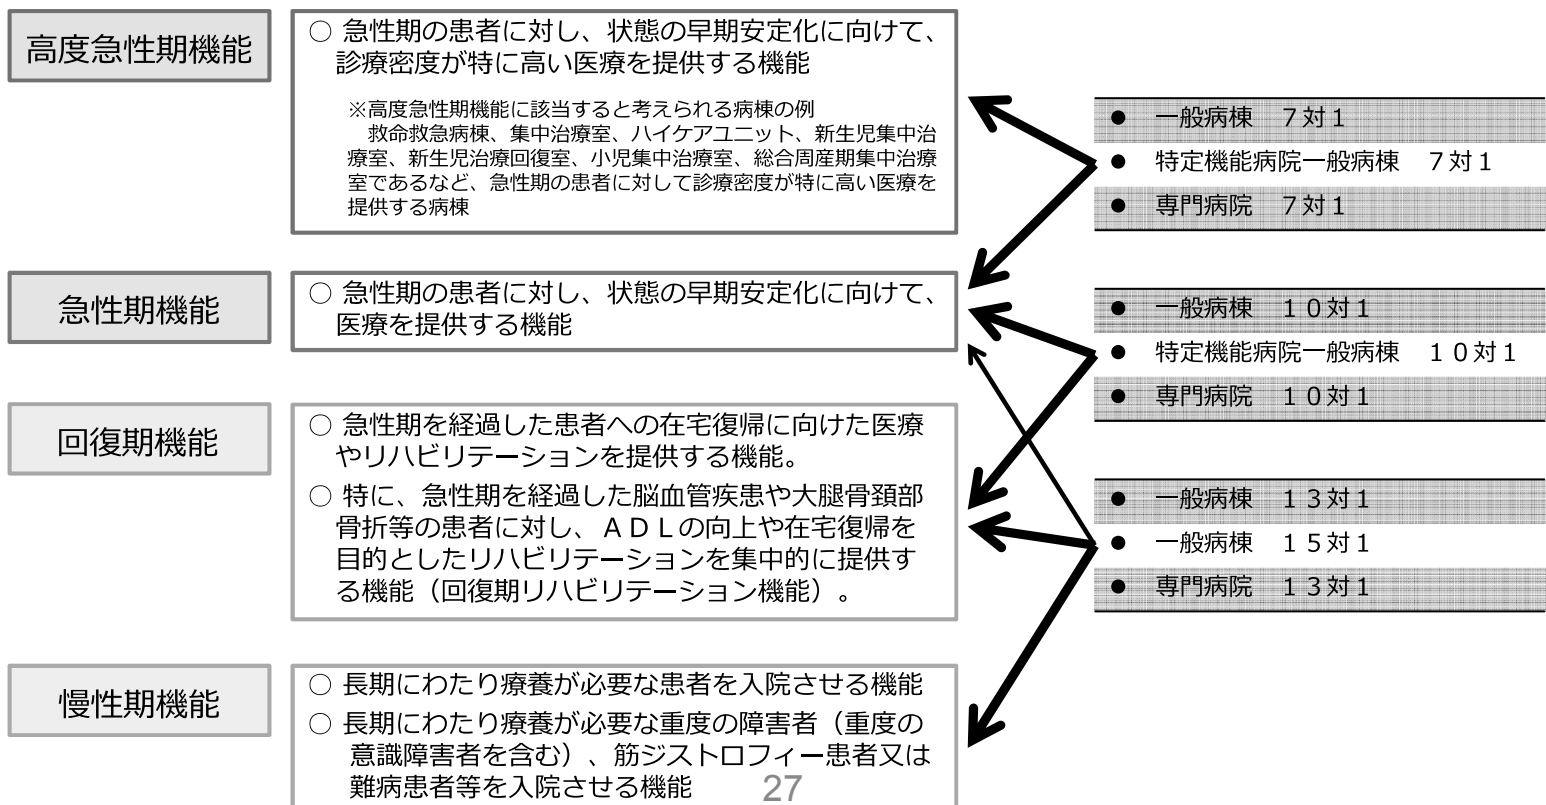 高度急性期機能
○ 急性期の患者に対し、状態の早期安定化に向けて、
診療密度が特に高い医療を提供する機能
※高度急性期機能に該当すると考えられる病棟の例
救命救急病棟、集中治療室、ハイケアユニット、新生児集中治
療室、新生児治療回復室、小児集中治療室、総合周産期集中治療
室であるなど、急性期の患者に対して診療密度が特に高い医療を
提供する病棟
● 一般病棟 ７対１
● 特定機能病院一般病棟 ７対１
● 専門病院 ７対１
急性期機能
○ 急性期の患者に対し、状態の早期安定化に向けて、
医療を提供する機能
● 一般病棟 １０対１
● 特定機能病院一般病棟 １０対１
● 専門病院 １０対１
回復期機能
○ 急性期を経過した患者への在宅復帰に向けた医療
やリハビリテーションを提供する機能。
○ 特に、急性期を経過した脳血管疾患や大腿骨頚部
骨折等の患者に対し、ＡＤＬの向上や在宅復帰を
目的としたリハビリテーションを集中的に提供す
る機能（回復期リハビリテーション機能）。
● 一般病棟 １３対１
● 一般病棟 １５対１
● 専門病院 １３対１
慢性期機能
○ 長期にわたり療養が必要な患者を入院させる機能
○ 長期にわたり療養が必要な重度の障害者（重度の
意識障害者を含む）、筋ジストロフィー患者又は
難病患者等を入院させる機能
27